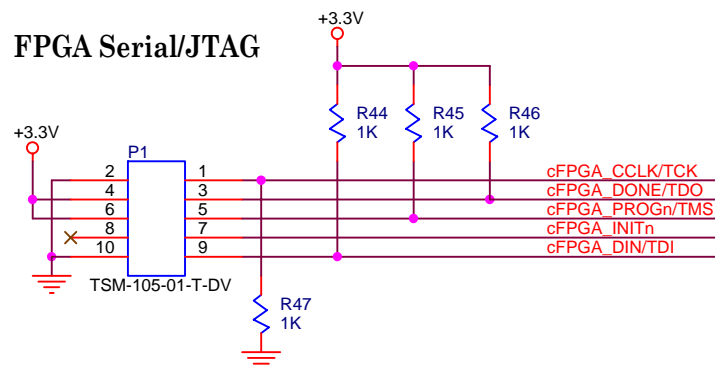 FPGA Serial/JTAG
+3.3V
R44
1K
R45
1K
R46
1K
+3.3V
P1
2 1 cFPGA_CCLK/TCK
4 3 cFPGA_DONE/TDO
6 5 cFPGA_PROGn/TMS
8 7 cFPGA_INITn
10 9 cFPGA_DIN/TDI
TSM-105-01-T-DV
R47
1K